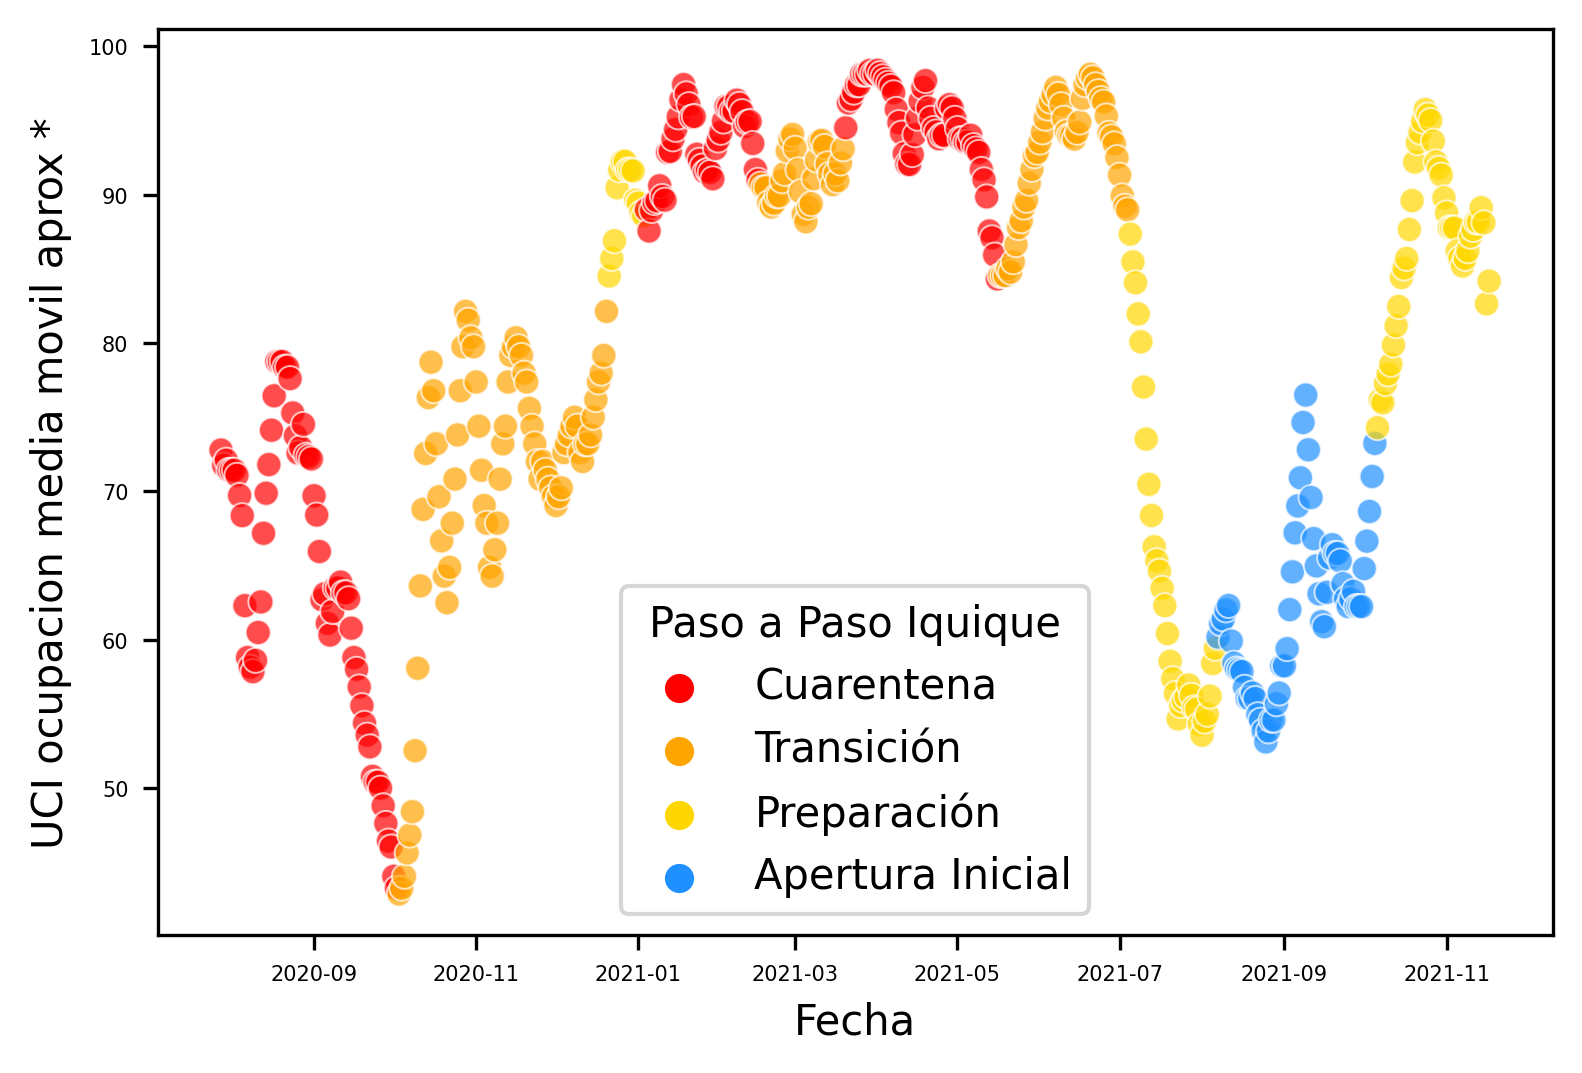 UCI ocupacion media movil aprox *
100
90
80
70
60
50
Paso a Paso Iquique
Cuarentena
Transición
Preparación
Apertura Inicial
2020-09 2020-11 2021-01 2021-03 2021-05 2021-07 2021-09 2021-11
Fecha